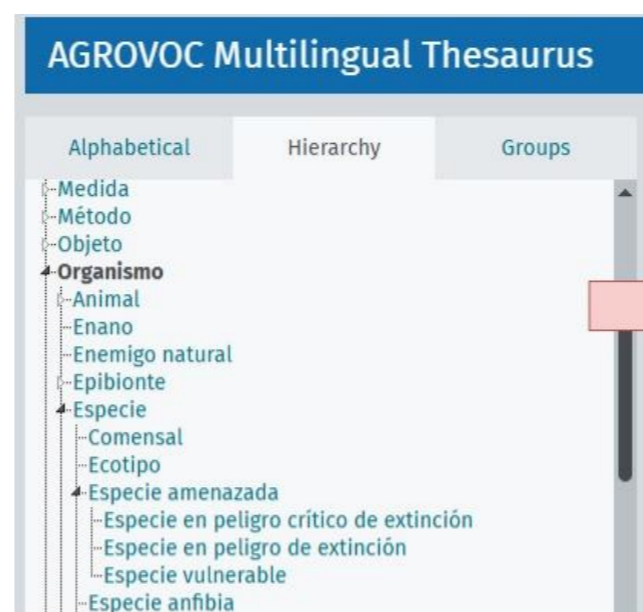 AGROVOC Multilingual Thesaurus
Alphabetical Hierarchy Groups
Medida
Método
Objeto
Organismo
Animal
Enano
Enemigo natural
Epibionte
Especie
Comensal
Ecotipo
Especie amenazada
Especie en peligro crítico de extinción
Especie en peligro de extinción
Especie vulnerable
Especie anfibia